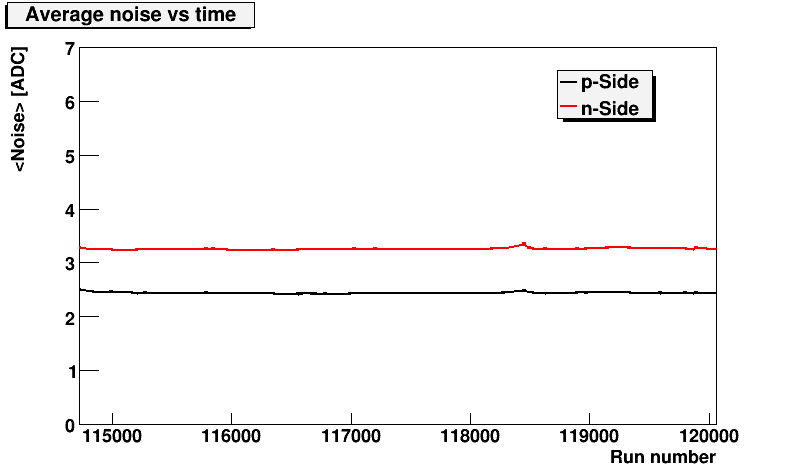 Average noise vs time
<Noise> [ADC]
7
6
5
4
3
2
1
0
p-Side
n-Side
115000 116000 117000 118000 119000 120000
Run number